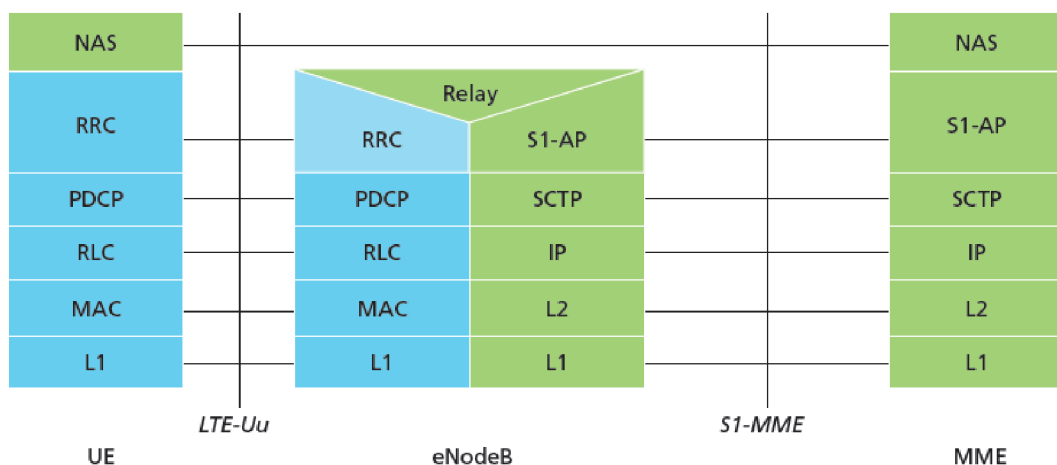 NAS NAS
Relay
RRC RRC S1-AP S1-AP
PDCP PDCP SCTP SCTP
RLC RLC IP IP
MAC MAC L2 L2
L1 L1 L1 L1
LTE-Uu S1-MME
UE eNodeB MME